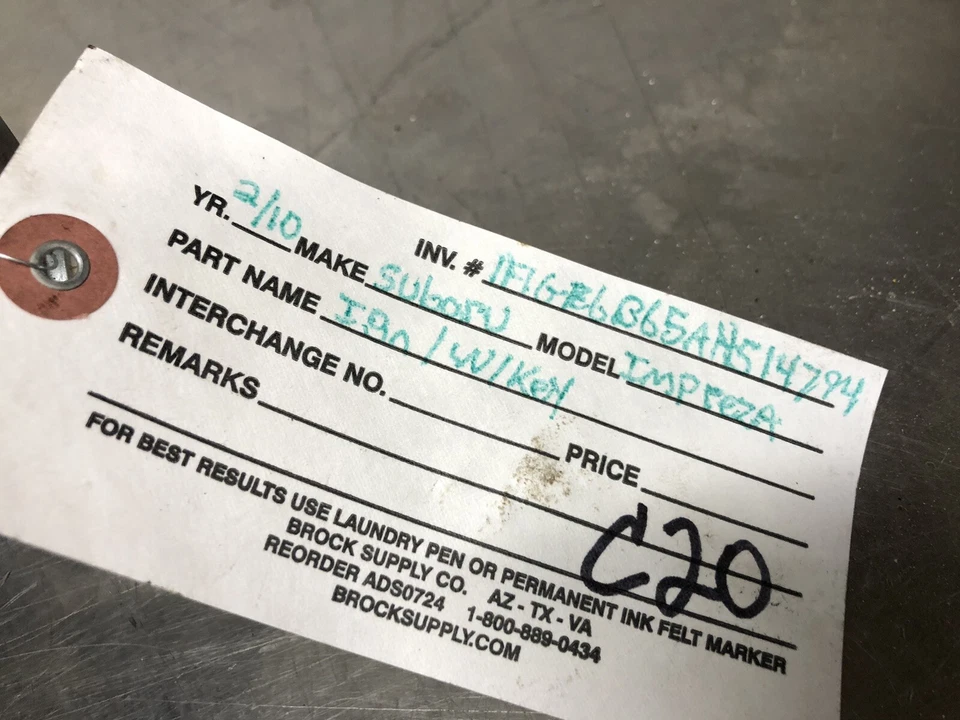 INV. # 1F1GE6B65AH514794
YR. 2/10 MAKE Subaru MODEL Impreza
PART NAME Ign/W/Key
INTERCHANGE NO. PRICE
REMARKS
C20
FOR BEST RESULTS USE LAUNDRY PEN OR PERMANENT INK FELT MARKER
BROCK SUPPLY CO. AZ - TX - VA
REORDER ADS0724 1-800-889-0434
BROCKSUPPLY.COM